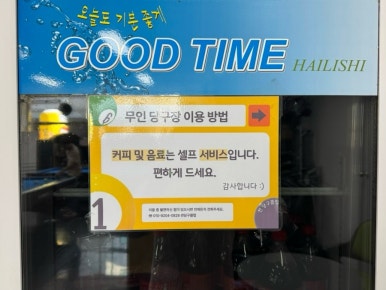 오늘도 기분 좋게
GOOD TIME HAILISHI
무인 당구장 이용 방법
커피 및 음료는 셀프 서비스입니다.
편하게 드세요.
감사합니다 :)
1